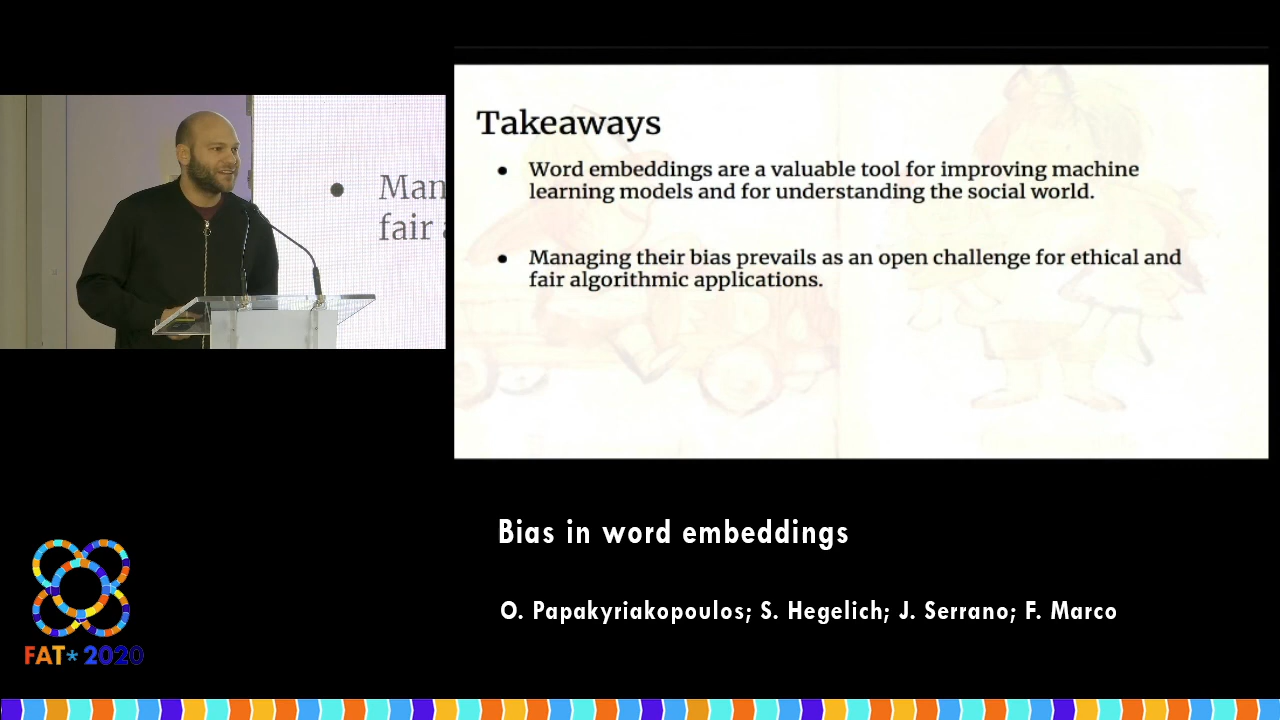 Man
fair
Takeaways
• Word embeddings are a valuable tool for improving machine
learning models and for understanding the social world.
• Managing their bias prevails as an open challenge for ethical and
fair algorithmic applications.
Bias in word embeddings
O. Papakyriakopoulos; S. Hegelich; J. Serrano; F. Marco
FAT* 2020